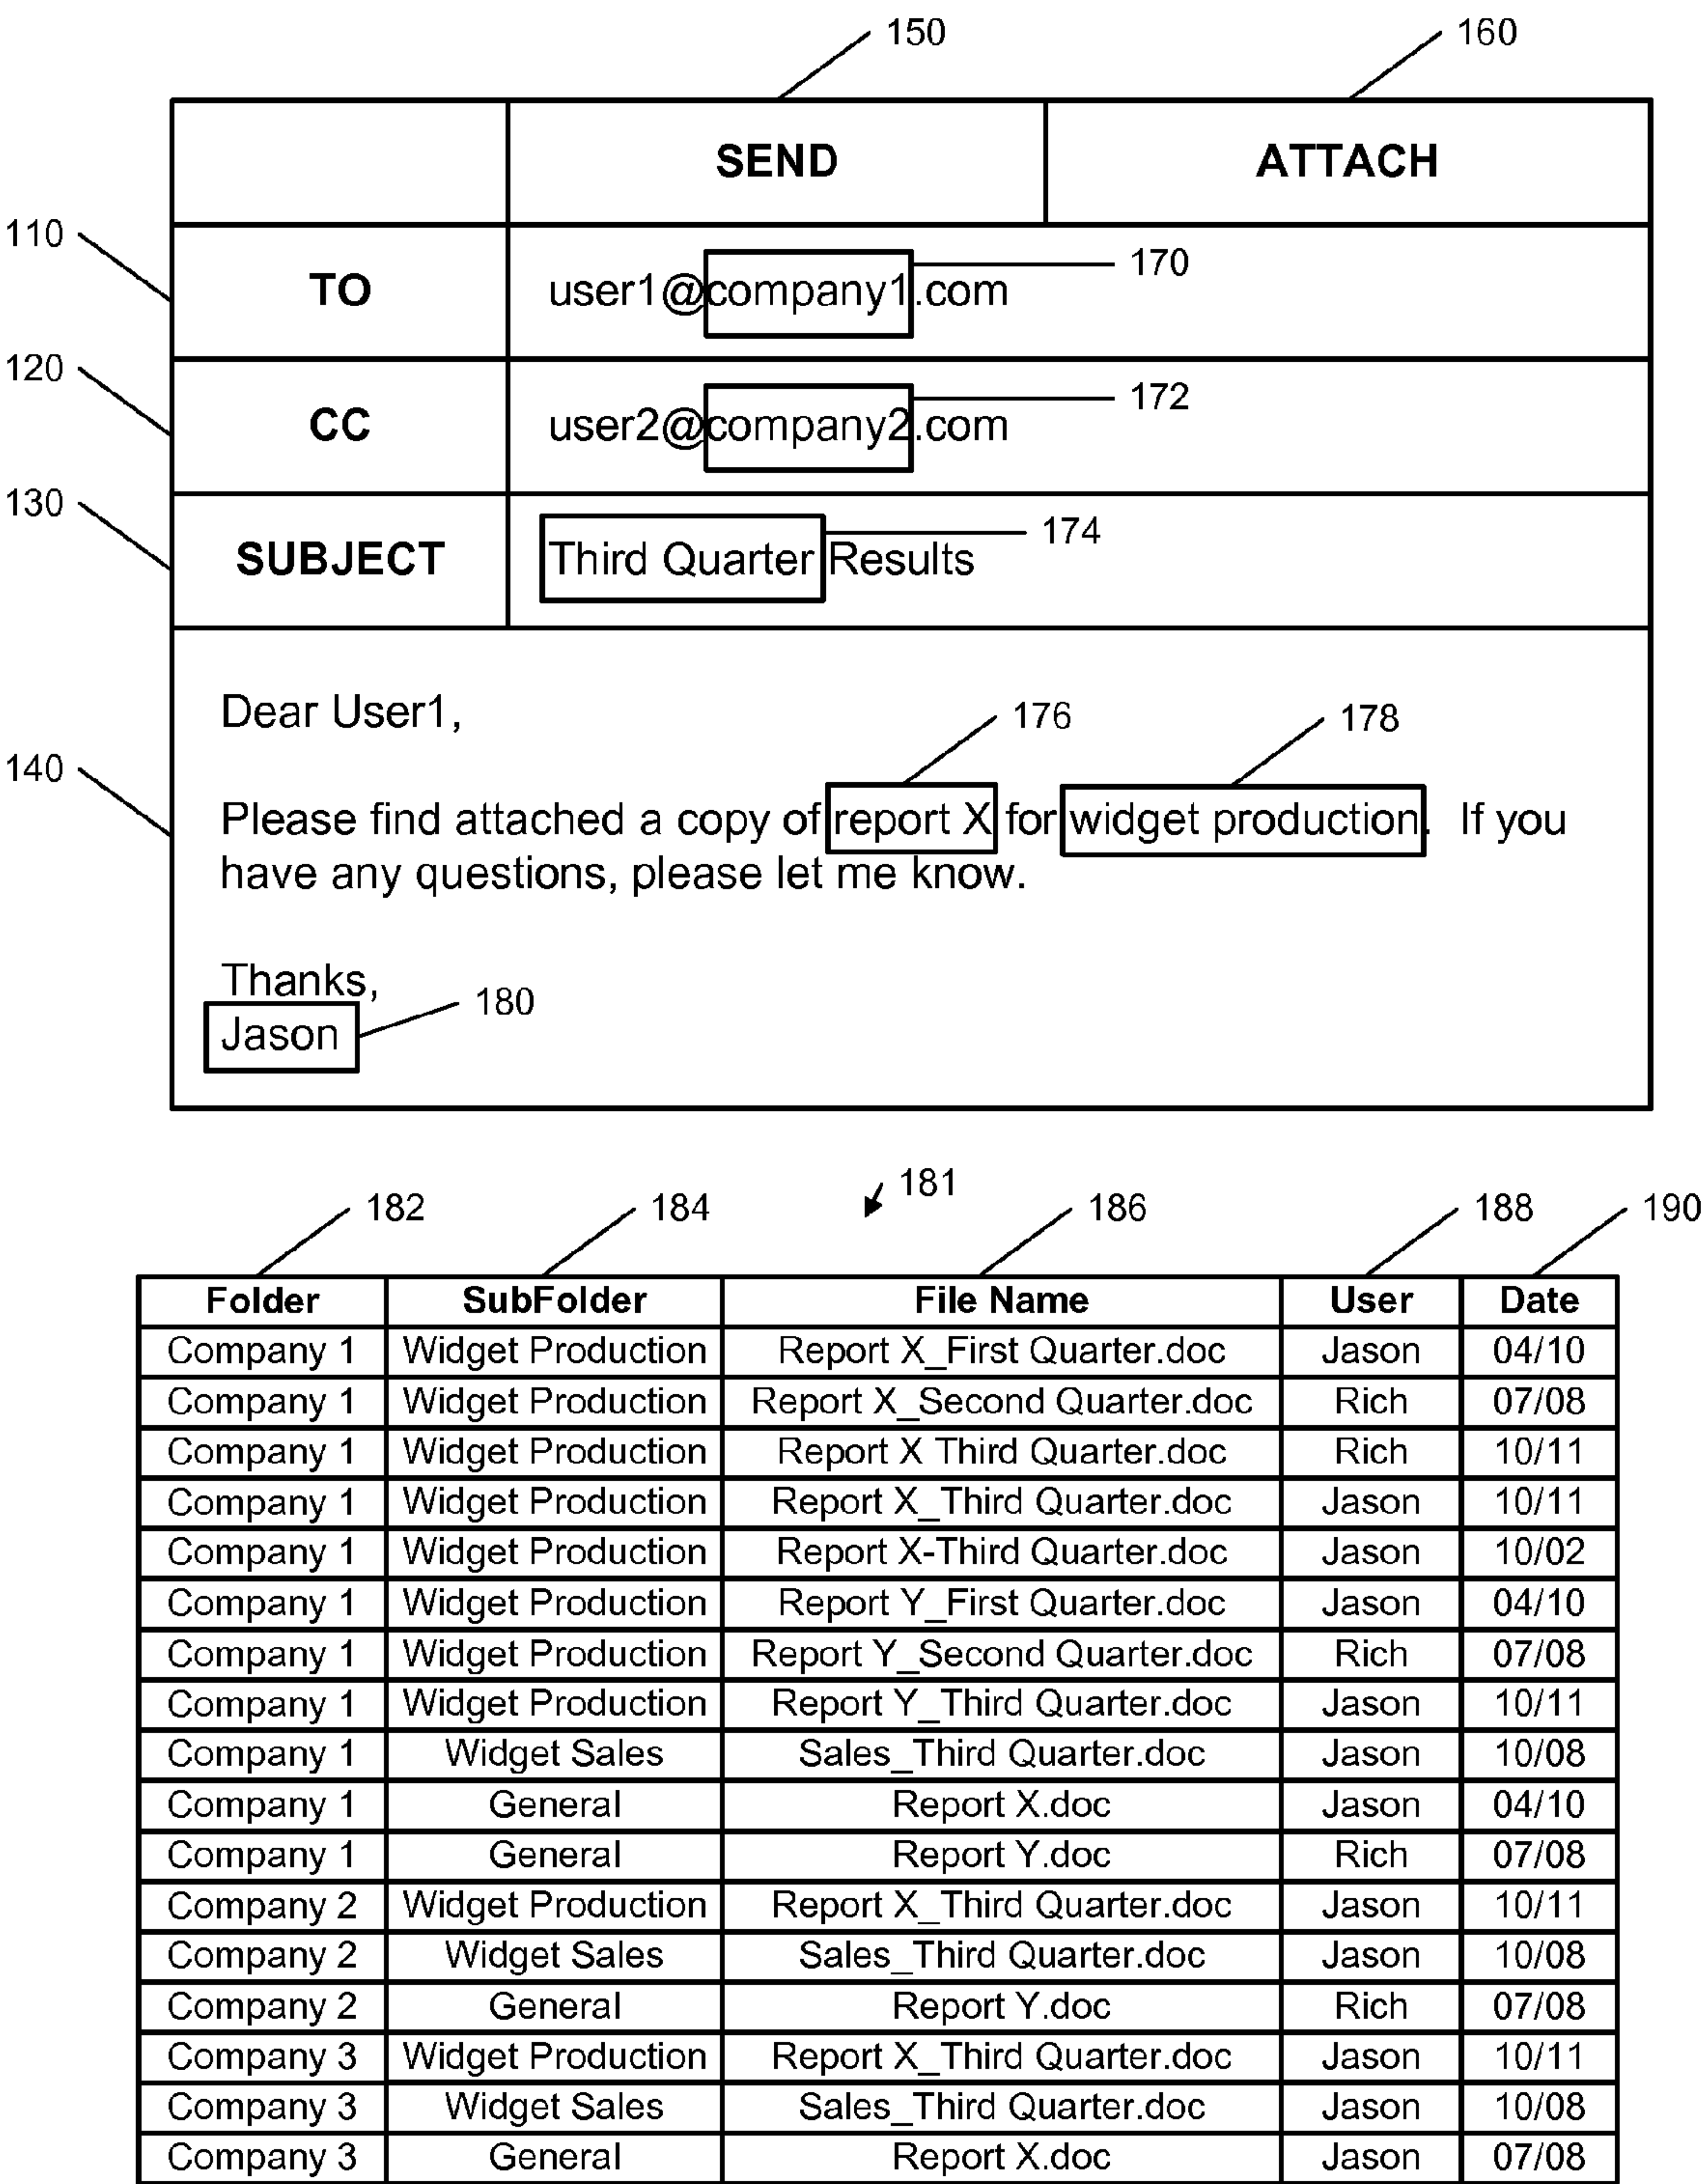 150 160
SEND ATTACH
110 TO user1@company1.com 170
120 CC user2@company2.com 172
130 SUBJECT Third Quarter Results 174
Dear User1,
176 178
140
Please find attached a copy of report X for widget production. If you
have any questions, please let me know.
Thanks,
Jason 180
181
182 184 186 188 190
Folder SubFolder File Name User Date
Company 1 Widget Production Report X_First Quarter.doc Jason 04/10
Company 1 Widget Production Report X_Second Quarter.doc Rich 07/08
Company 1 Widget Production Report X Third Quarter.doc Rich 10/11
Company 1 Widget Production Report X_Third Quarter.doc Jason 10/11
Company 1 Widget Production Report X-Third Quarter.doc Jason 10/02
Company 1 Widget Production Report Y_First Quarter.doc Jason 04/10
Company 1 Widget Production Report Y_Second Quarter.doc Rich 07/08
Company 1 Widget Production Report Y_Third Quarter.doc Jason 10/11
Company 1 Widget Sales Sales_Third Quarter.doc Jason 10/08
Company 1 General Report X.doc Jason 04/10
Company 1 General Report Y.doc Rich 07/08
Company 2 Widget Production Report X_Third Quarter.doc Jason 10/11
Company 2 Widget Sales Sales_Third Quarter.doc Jason 10/08
Company 2 General Report Y.doc Rich 07/08
Company 3 Widget Production Report X_Third Quarter.doc Jason 10/11
Company 3 Widget Sales Sales_Third Quarter.doc Jason 10/08
Company 3 General Report X.doc Jason 07/08